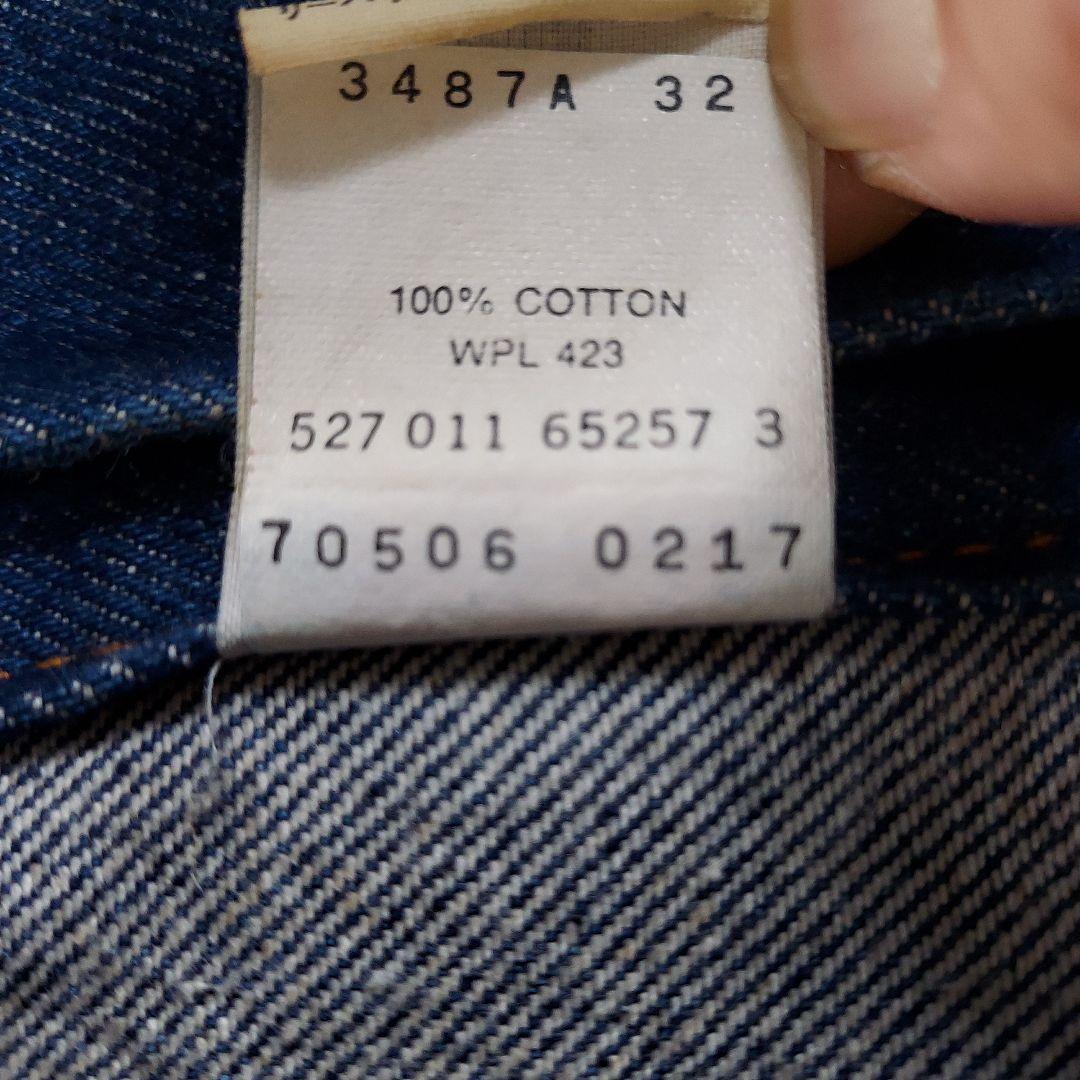 3487A 32
100% COTTON
WPL 423
527 011 65257 3
70506 0217